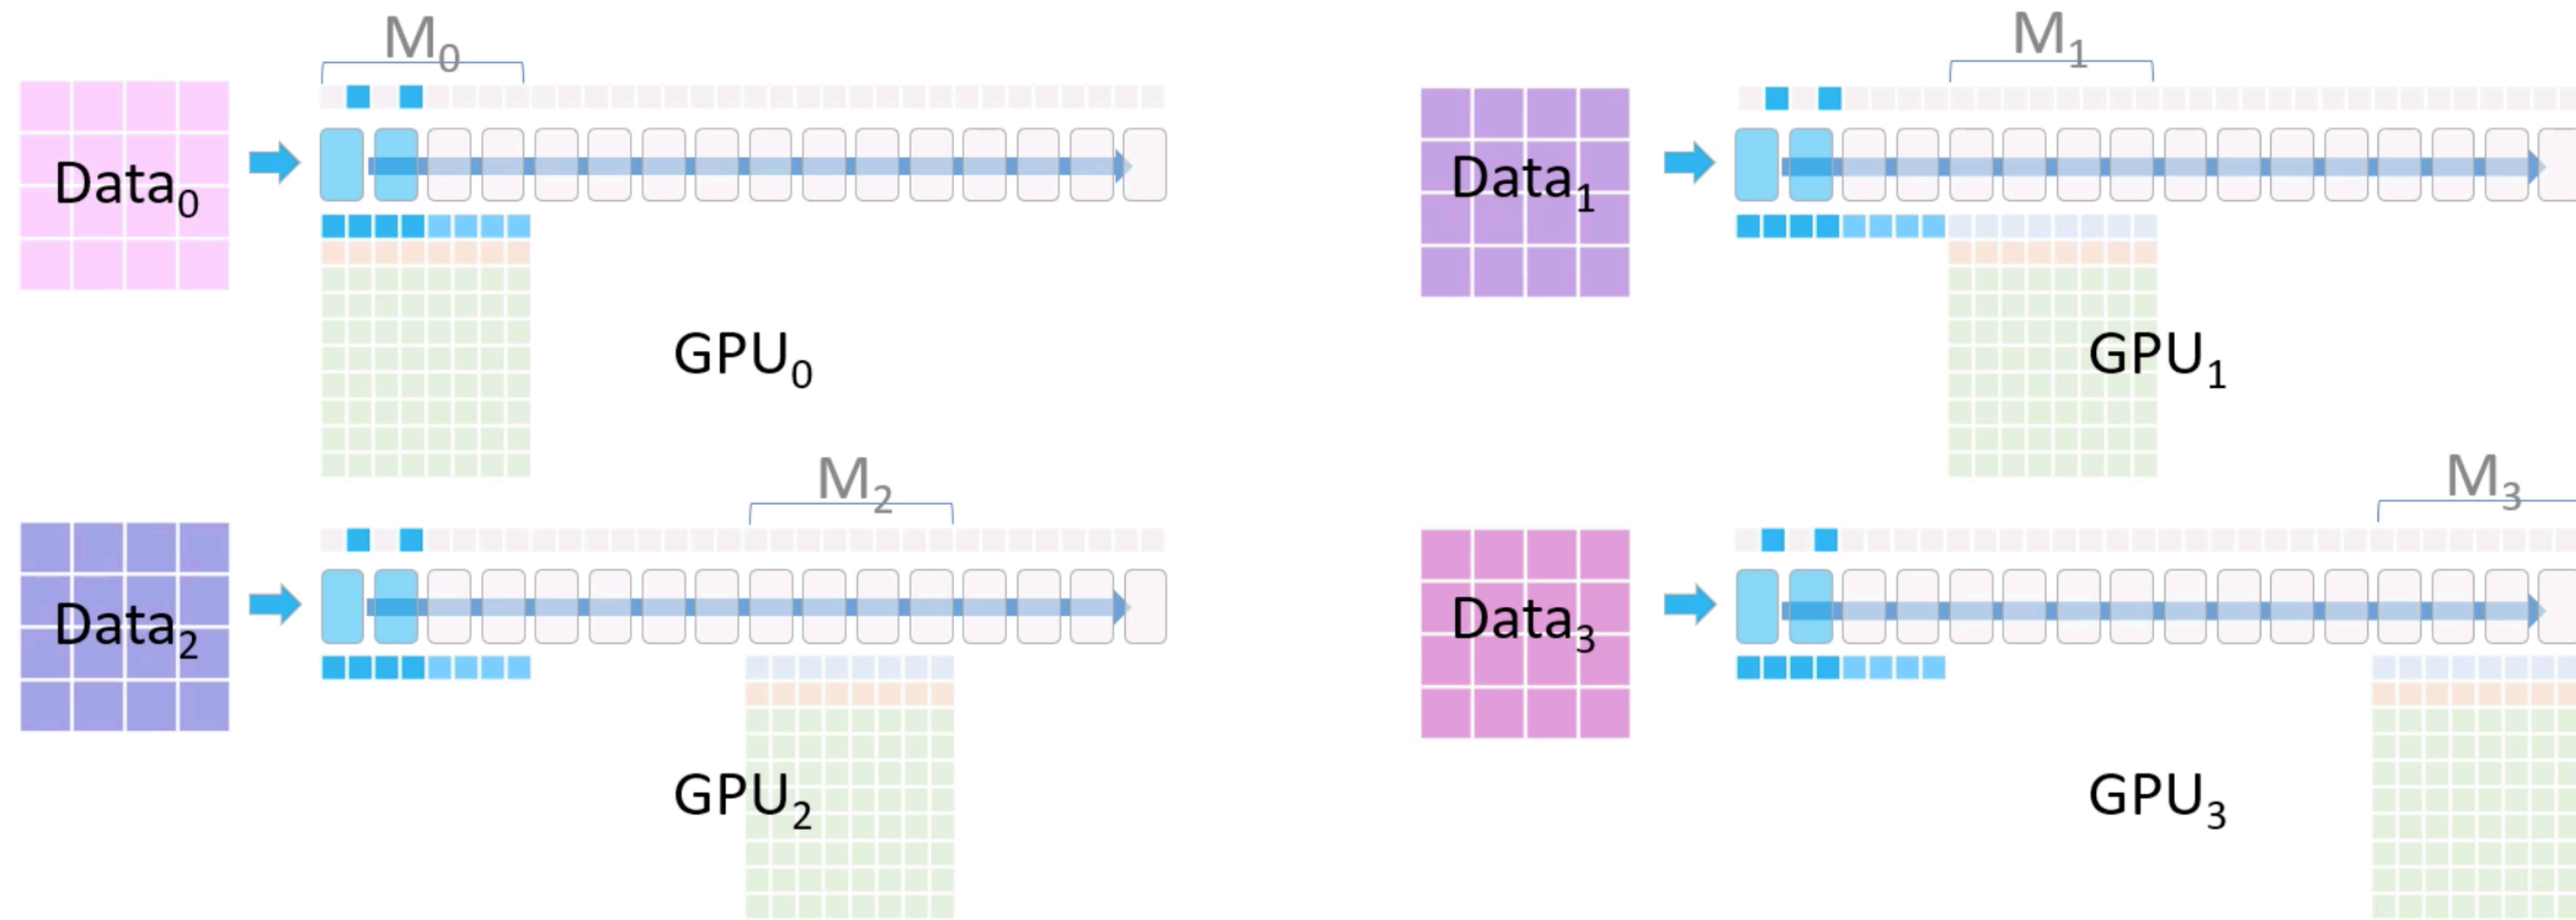 M₀
M₁
Data₀
Data₁
GPU₀
GPU₁
M₂
M₃
Data₂
Data₃
GPU₂
GPU₃